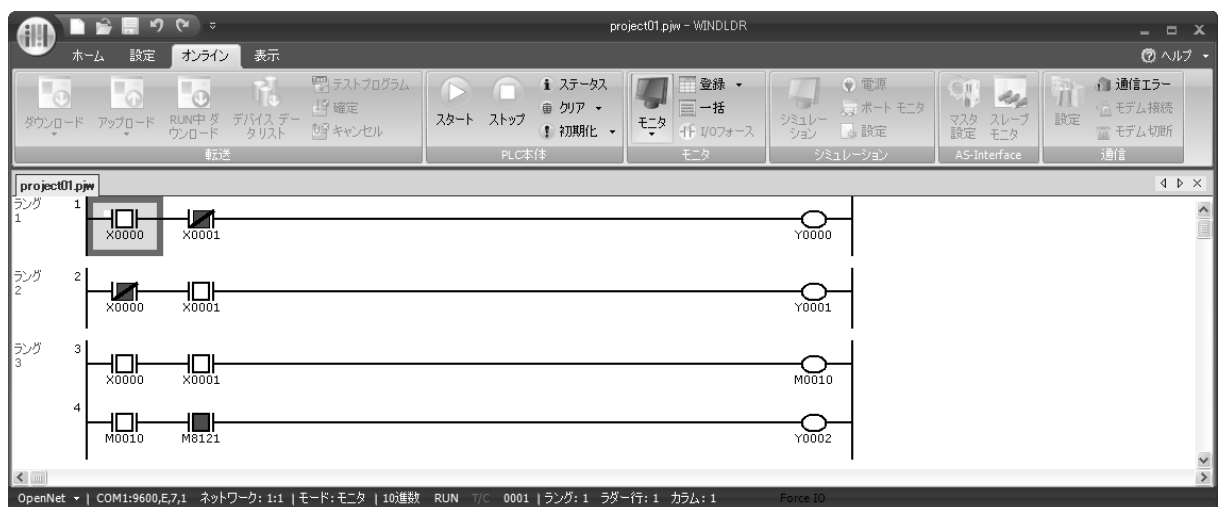 project01.pjw - WINDLDR
ホーム 設定 オンライン 表示 ヘルプ
ダウンロード アップロード RUN中 ダウンロード デバイス データリスト テストプログラム 確定 キャンセル
転送
スタート ストップ ステータス クリア 初期化
PLC本体
モニタ 登録 一括 I/Oフォース
モニタ
シミュレーション 電源 ポート モニタ 設定
シミュレーション
マスタ設定 スレーブモニタ
AS-Interface
設定 通信エラー モデム接続 モデム切断
通信
project01.pjw
ラング 1 1
X0000 X0001 Y0000
ラング 2 2
X0000 X0001 Y0001
ラング 3 3
X0000 X0001 M0010
4
M0010 M8121 Y0002
OpenNet | COM1:9600,E,7,1 ネットワーク: 1:1 | モード: モニタ | 10進数 RUN T/C 0001 | ラング: 1 ラダー行: 1 カラム: 1 Force IO